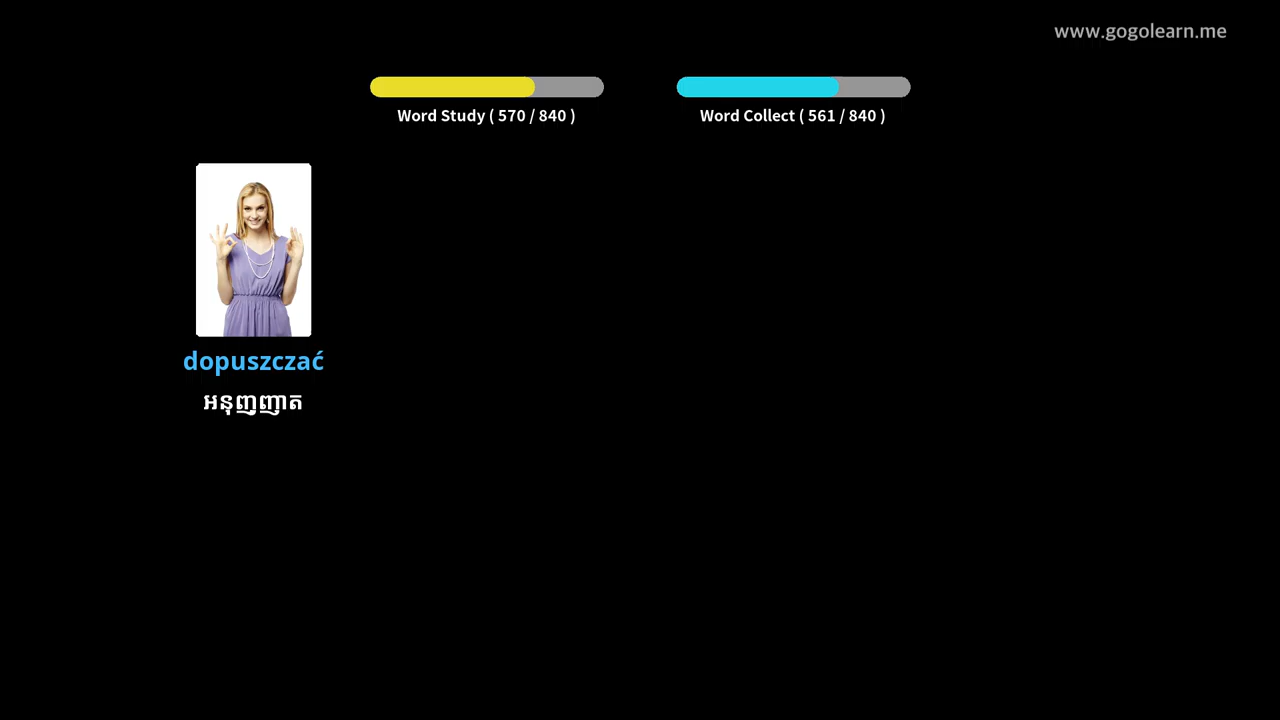 www.gogolearn.me
Word Study ( 570 / 840 )
Word Collect ( 561 / 840 )
dopuszczać
អនុញ្ញាត